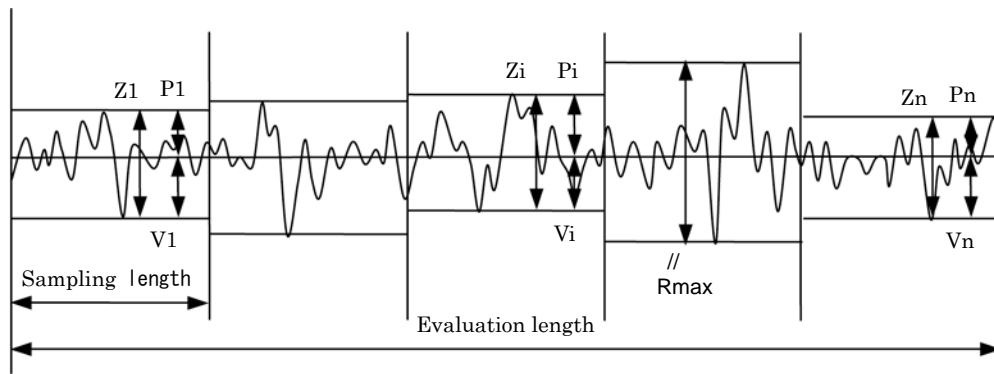 Z1 P1
Zi Pi
Zn Pn
V1
Vi
Vn
Sampling length
//
Rmax
Evaluation length